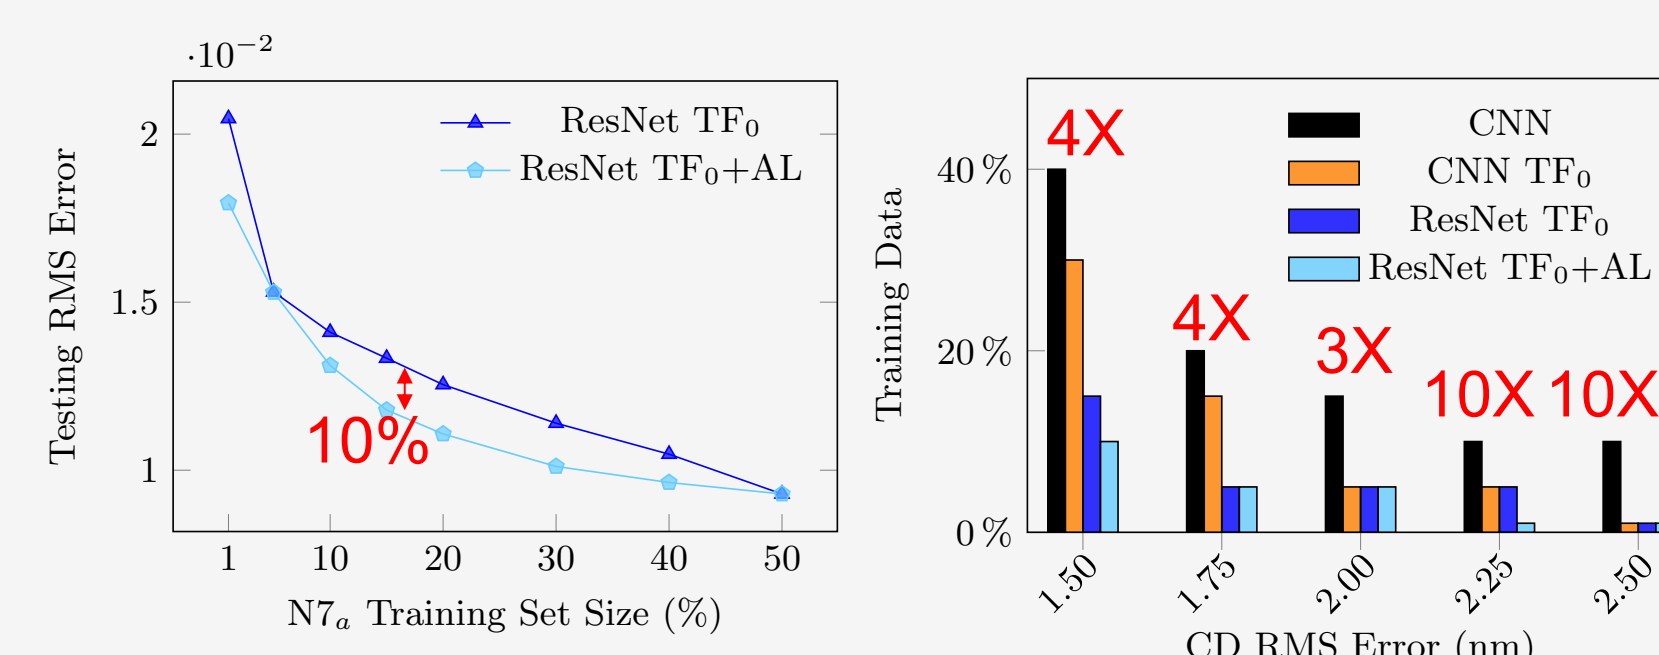 ·10−2
2
1.5
1
Testing RMS Error
ResNet TF0
ResNet TF0+AL
10%
1 10 20 30 40 50
N7a Training Set Size (%)
40 %
20 %
0 %
Training Data
CNN
CNN TF0
ResNet TF0
ResNet TF0+AL
4X
4X
3X
10X
10X
1.50 1.75 2.00 2.25 2.50
CD RMS Error (nm)